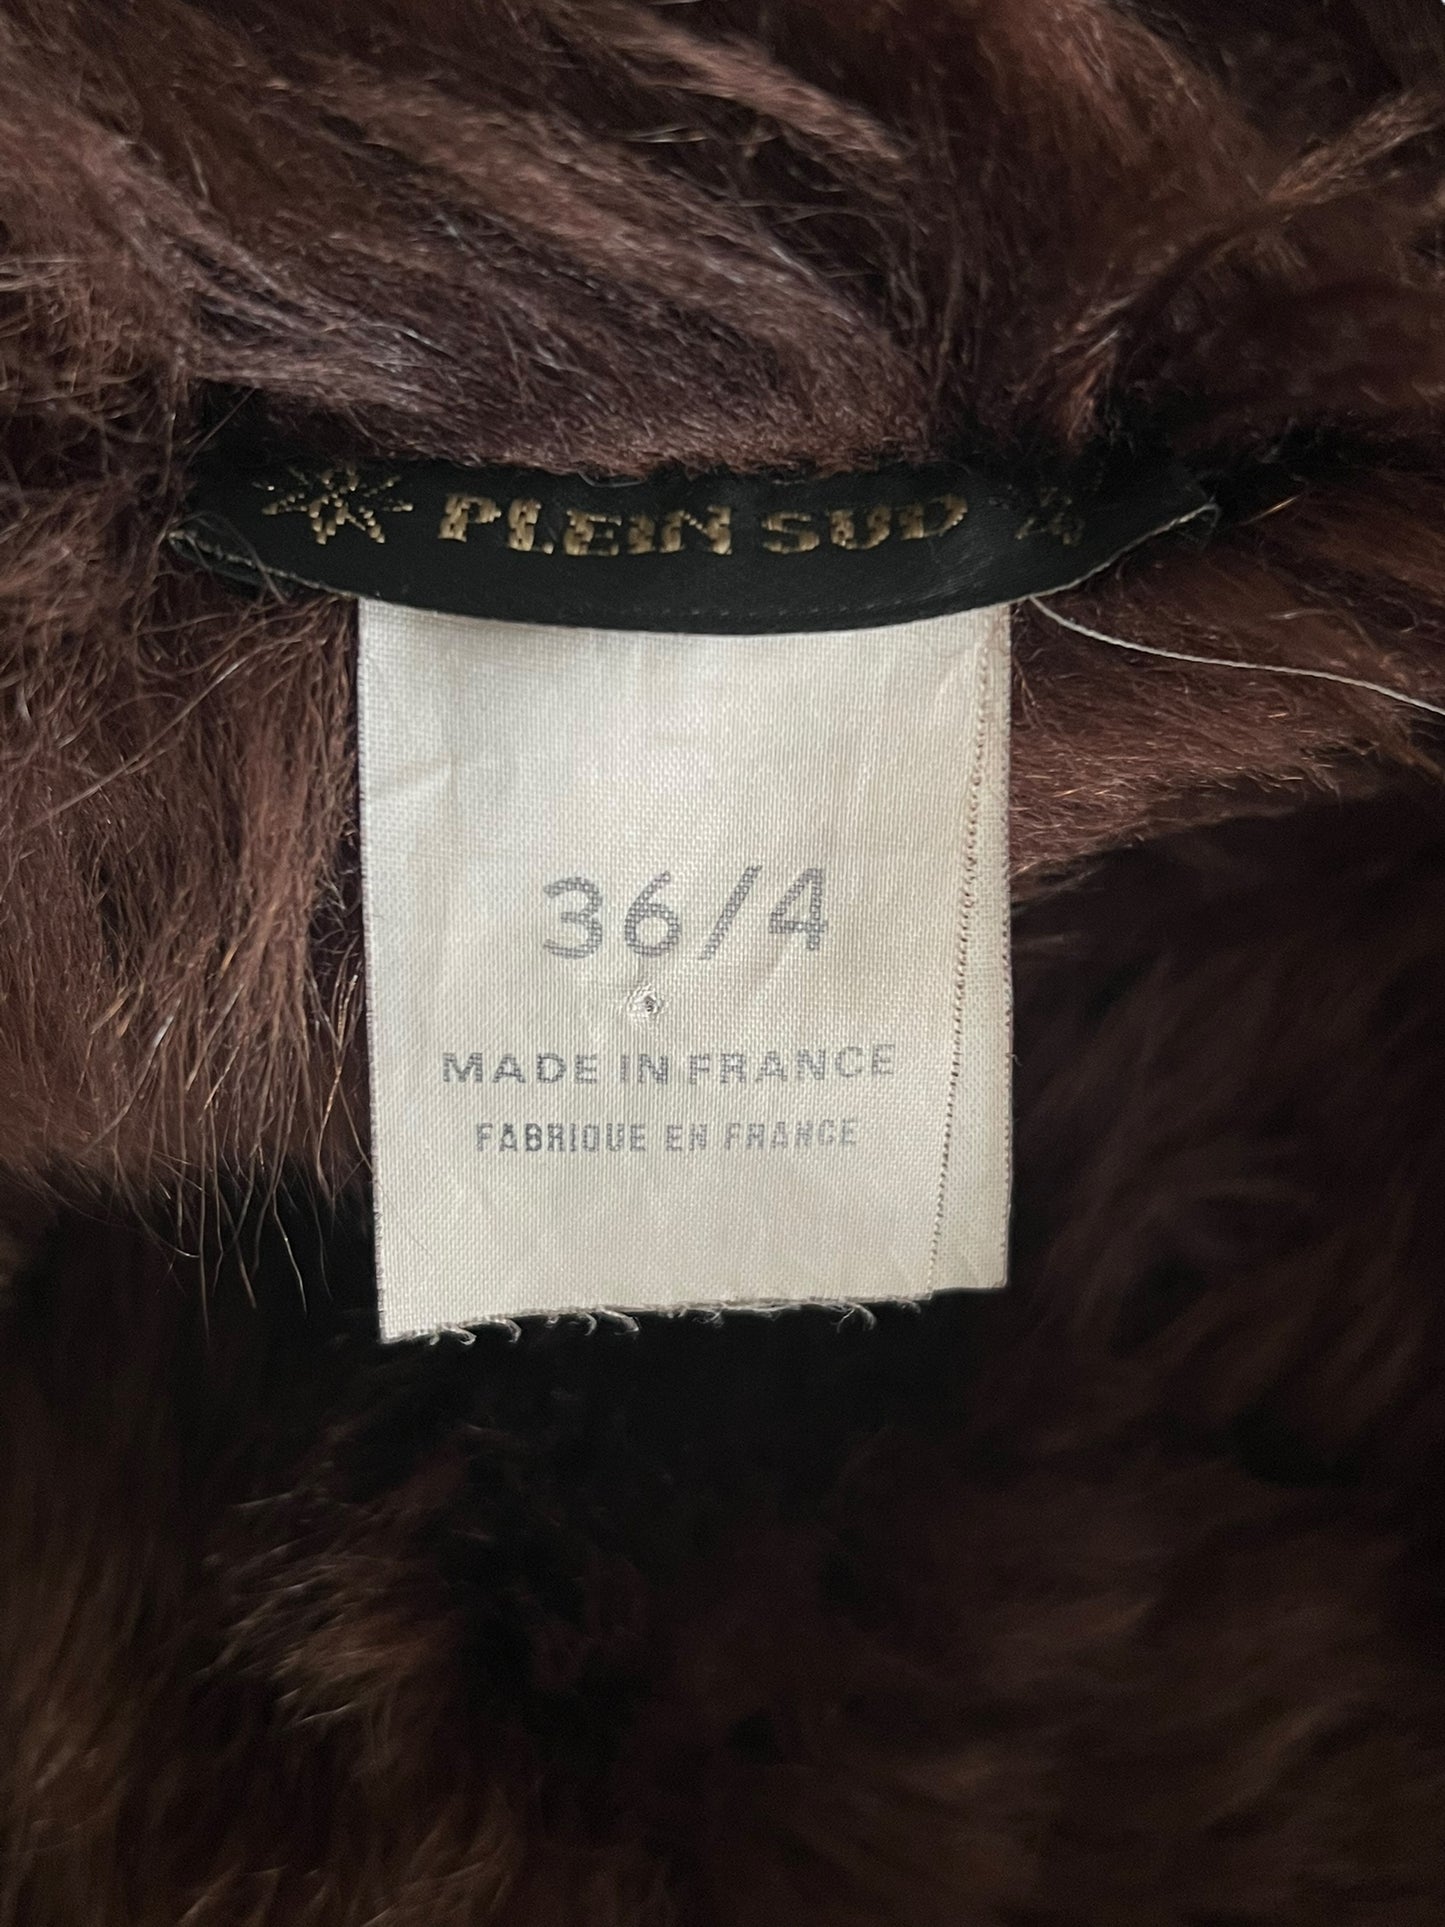 PLEIN SUD
36/4
MADE IN FRANCE
FABRIQUE EN FRANCE